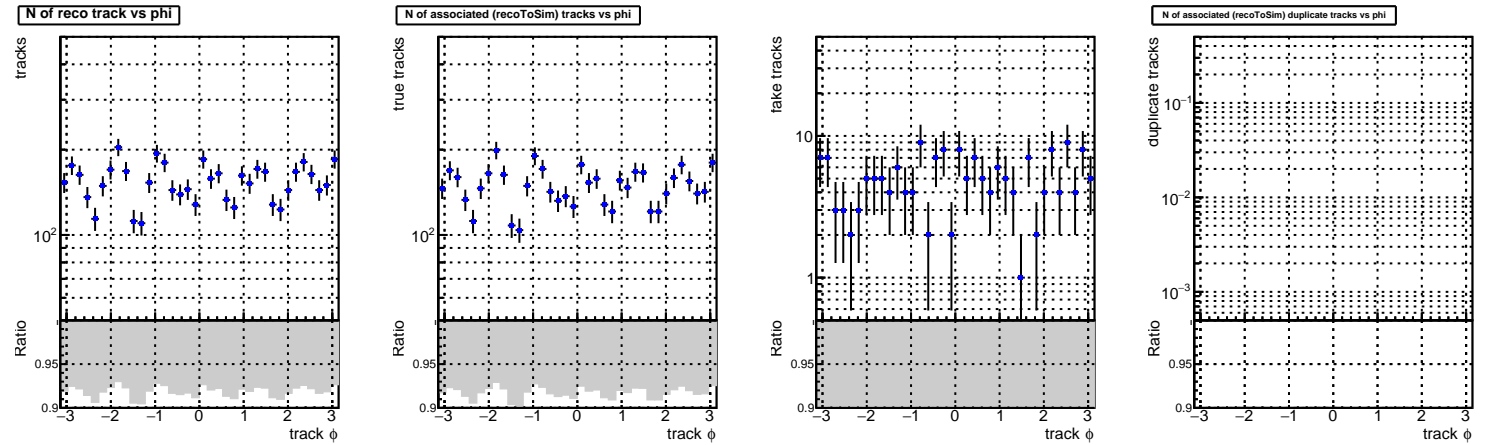 N of reco track vs phi
tracks
10²
Ratio
0.95
0.9
−3 −2 −1 0 1 2 3
track ϕ
N of associated (recoToSim) tracks vs phi
true tracks
10²
Ratio
0.95
0.9
−3 −2 −1 0 1 2 3
track ϕ
fake tracks
10
1
Ratio
0.95
0.9
−3 −2 −1 0 1 2 3
track ϕ
N of associated (recoToSim) duplicate tracks vs phi
duplicate tracks
10⁻¹
10⁻²
10⁻³
Ratio
0.95
0.9
−3 −2 −1 0 1 2 3
track ϕ